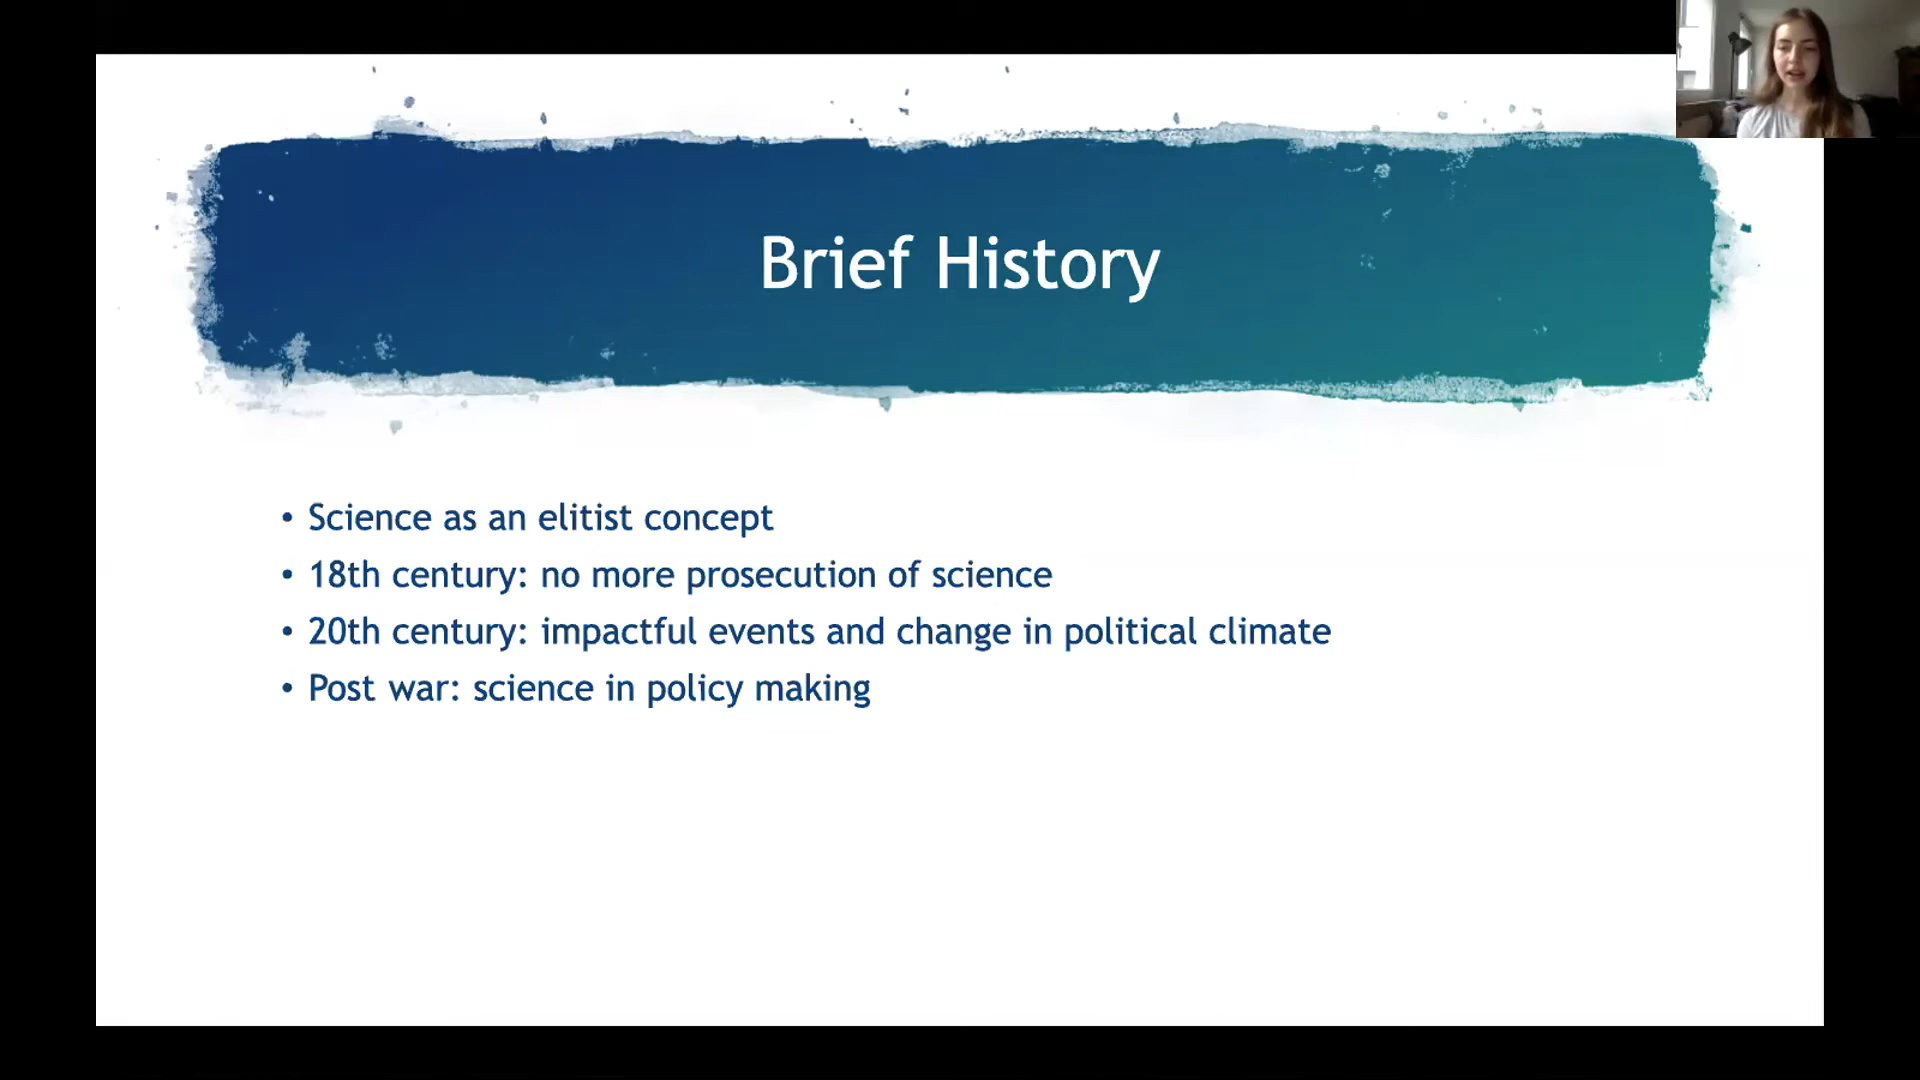 Brief History
• Science as an elitist concept
• 18th century: no more prosecution of science
• 20th century: impactful events and change in political climate
• Post war: science in policy making